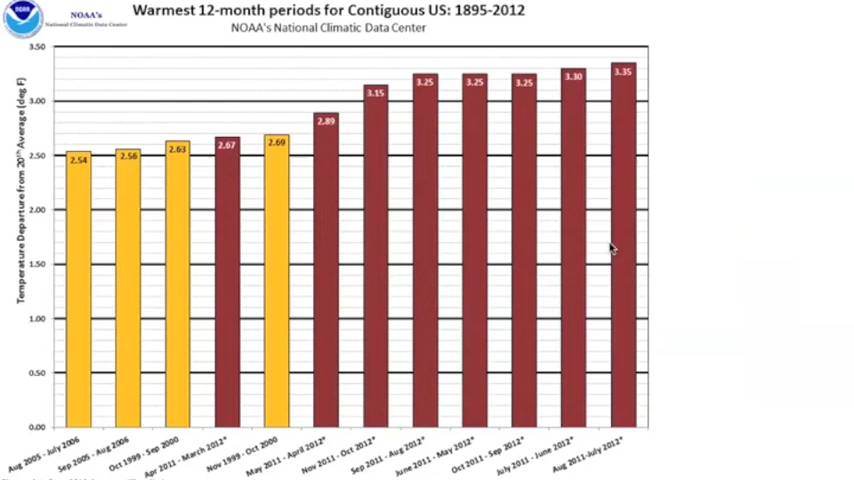 Warmest 12-month periods for Contiguous US: 1895-2012
NOAA's National Climatic Data Center
NOAA
NOAA's
National Climatic Data Center
Temperature Departure from 20th Average (deg F)
3.50
3.00
2.50
2.00
1.50
1.00
0.50
0.00
2.54
2.56
2.63
2.67
2.69
2.89
3.15
3.25
3.25
3.25
3.30
3.35
Aug 2005 - July 2006
Sep 2005 - Aug 2006
Oct 1999 - Sep 2000
Apr 2011 - March 2012*
Nov 1999 - Oct 2000
May 2011 - April 2012*
Nov 2011 - Oct 2012*
Sep 2011 - Aug 2012*
June 2011 - May 2012*
Oct 2011 - Sep 2012*
July 2011 - June 2012*
Aug 2011-July 2012*